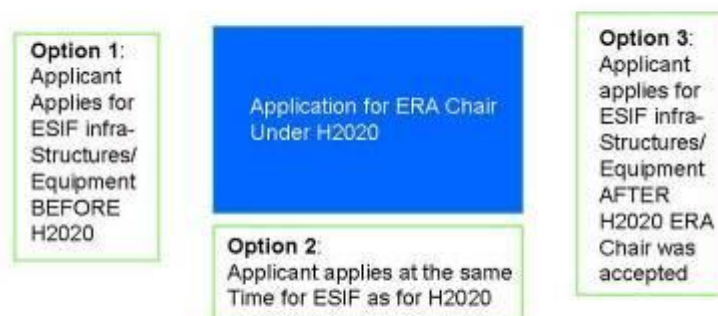 Option 1:
Applicant
Applies for
ESIF infra-
Structures/
Equipment
BEFORE
H2020
Application for ERA Chair
Under H2020
Option 2:
Applicant applies at the same
Time for ESIF as for H2020
Option 3:
Applicant
applies for
ESIF infra-
Structures/
Equipment
AFTER
H2020 ERA
Chair was
accepted